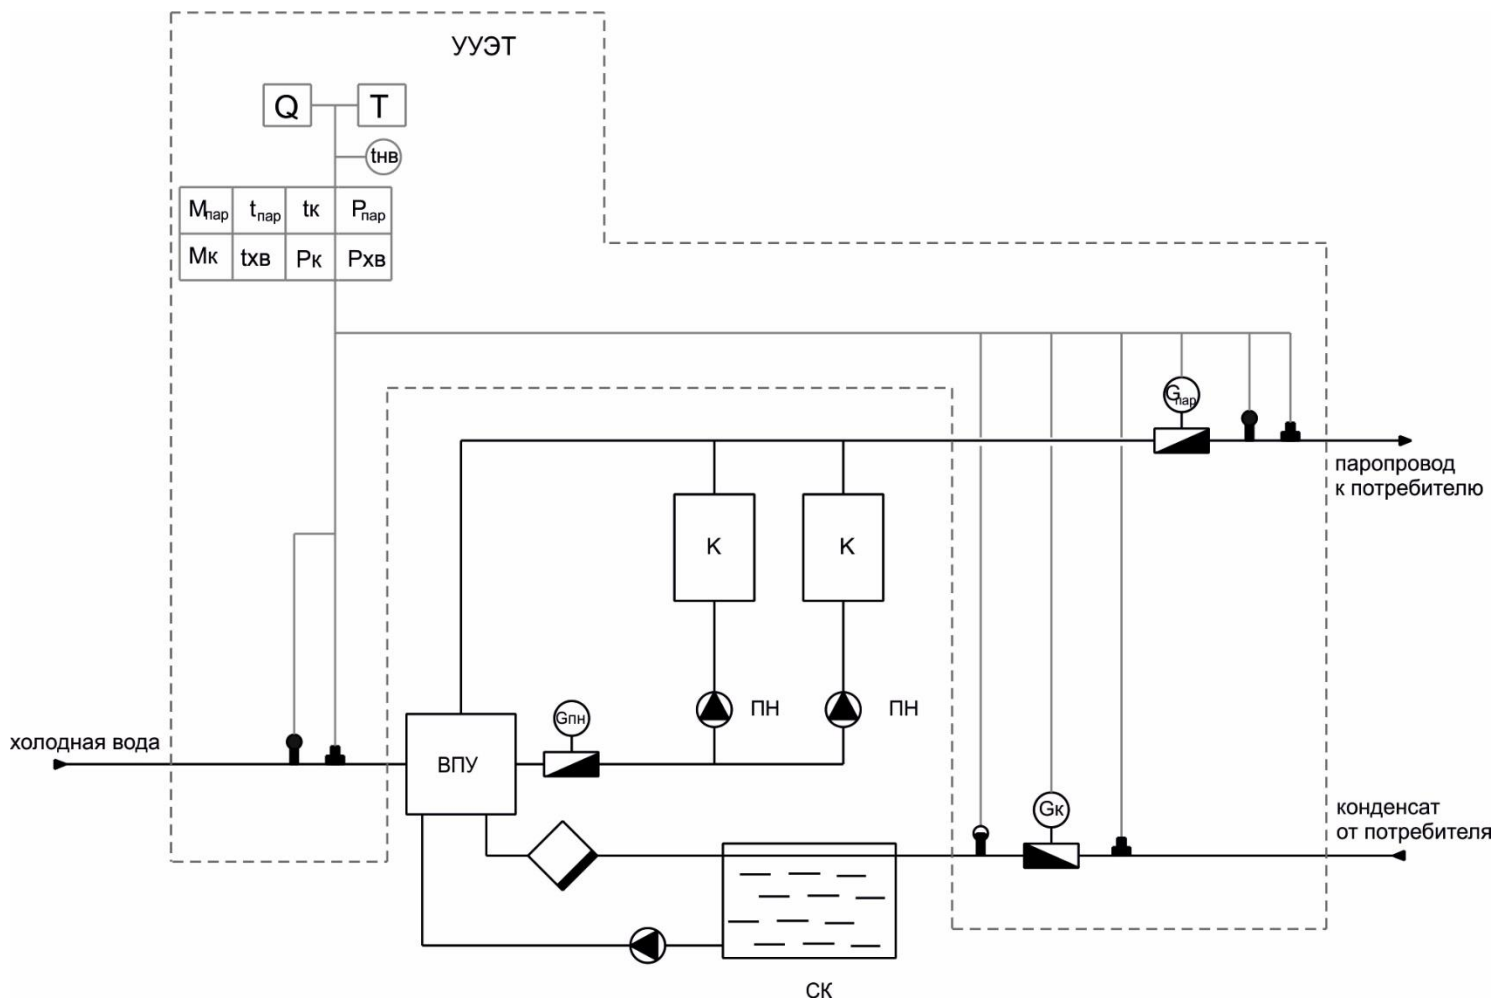 УУЭТ
Q T
tнв
Mпар tпар tк Pпар
Mк tхв Pк Pхв
Gпар
паропровод
к потребителю
K K
Gпн ПН ПН
холодная вода
ВПУ
Gк
конденсат
от потребителя
СК